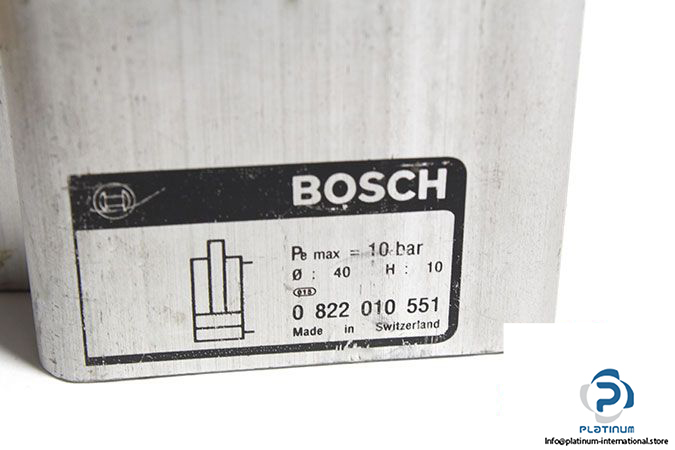 BOSCH
Pe max = 10 bar
Ø : 40 H : 10
015
0 822 010 551
Made in Switzerland
PLATINUM
Info@platinum-international.store